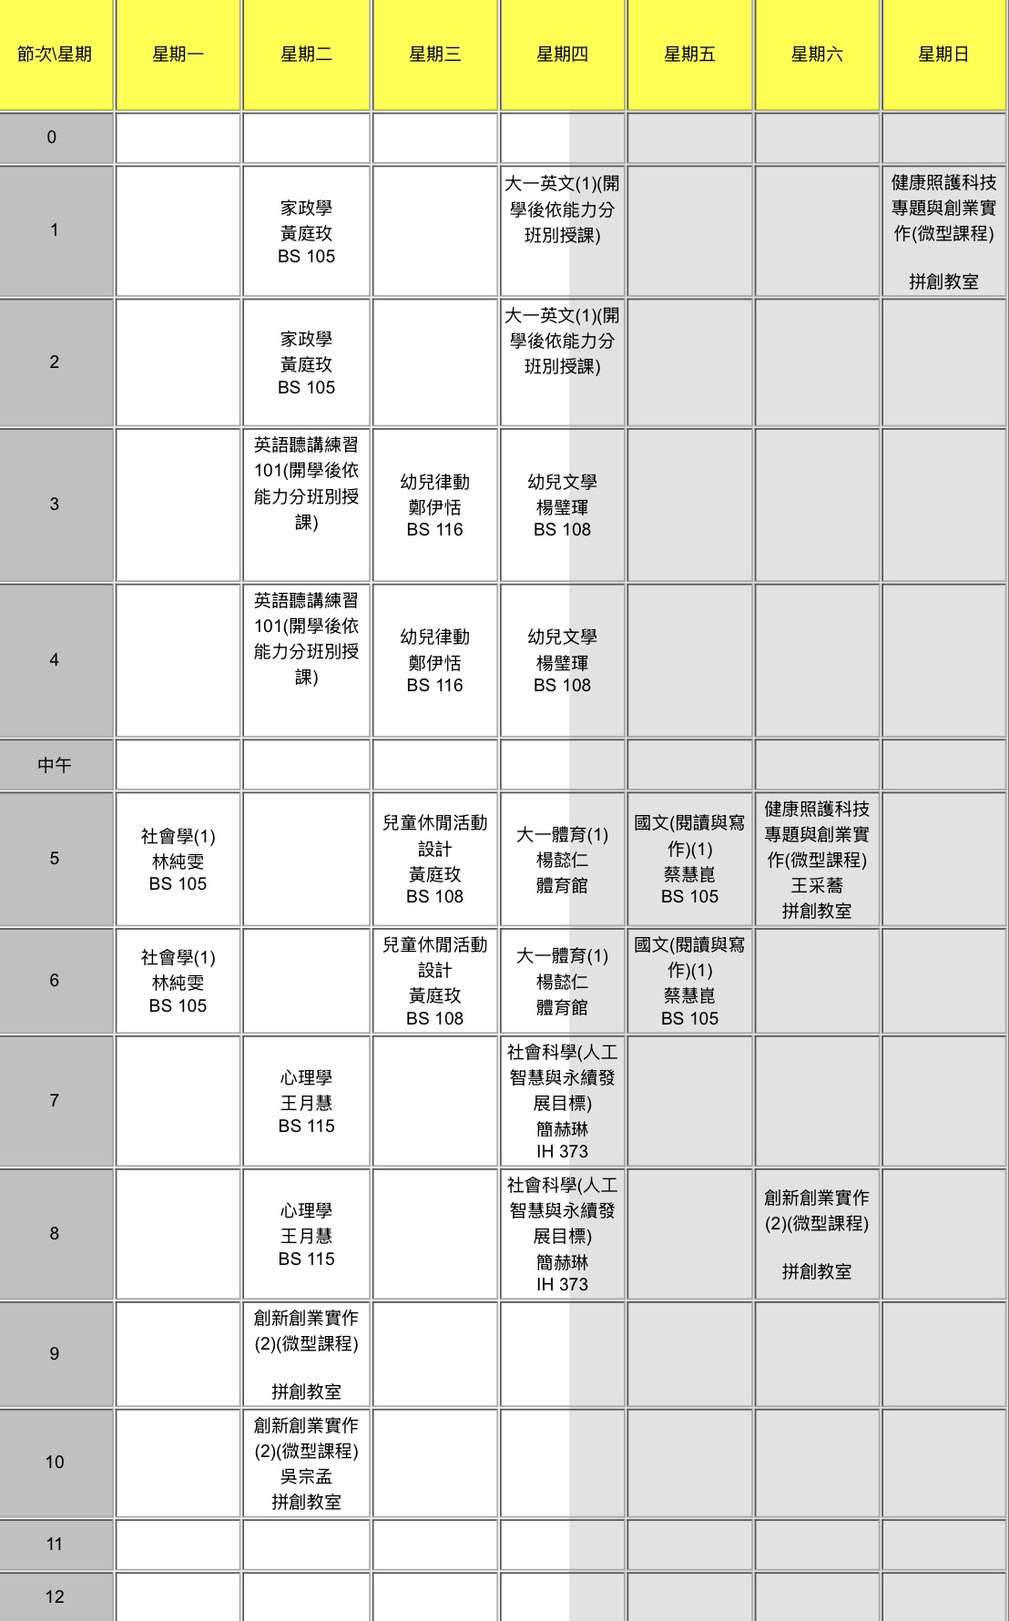 節次\星期 星期一 星期二 星期三 星期四 星期五 星期六 星期日
0
1
家政學
黃庭玫
BS 105
大一英文(1)(開
學後依能力分
班別授課)
健康照護科技
專題與創業實
作(微型課程)
拼創教室
2
家政學
黃庭玫
BS 105
大一英文(1)(開
學後依能力分
班別授課)
3
英語聽講練習
101(開學後依
能力分班別授
課)
幼兒律動
鄭伊恬
BS 116
幼兒文學
楊璧琿
BS 108
4
英語聽講練習
101(開學後依
能力分班別授
課)
幼兒律動
鄭伊恬
BS 116
幼兒文學
楊璧琿
BS 108
中午
5
社會學(1)
林純雯
BS 105
兒童休閒活動
設計
黃庭玫
BS 108
大一體育(1)
楊懿仁
體育館
國文(閱讀與寫
作)(1)
蔡慧崑
BS 105
健康照護科技
專題與創業實
作(微型課程)
王采蕎
拼創教室
6
社會學(1)
林純雯
BS 105
兒童休閒活動
設計
黃庭玫
BS 108
大一體育(1)
楊懿仁
體育館
國文(閱讀與寫
作)(1)
蔡慧崑
BS 105
7
心理學
王月慧
BS 115
社會科學(人工
智慧與永續發
展目標)
簡赫琳
IH 373
8
心理學
王月慧
BS 115
社會科學(人工
智慧與永續發
展目標)
簡赫琳
IH 373
創新創業實作
(2)(微型課程)
拼創教室
9
創新創業實作
(2)(微型課程)
拼創教室
10
創新創業實作
(2)(微型課程)
吳宗孟
拼創教室
11
12